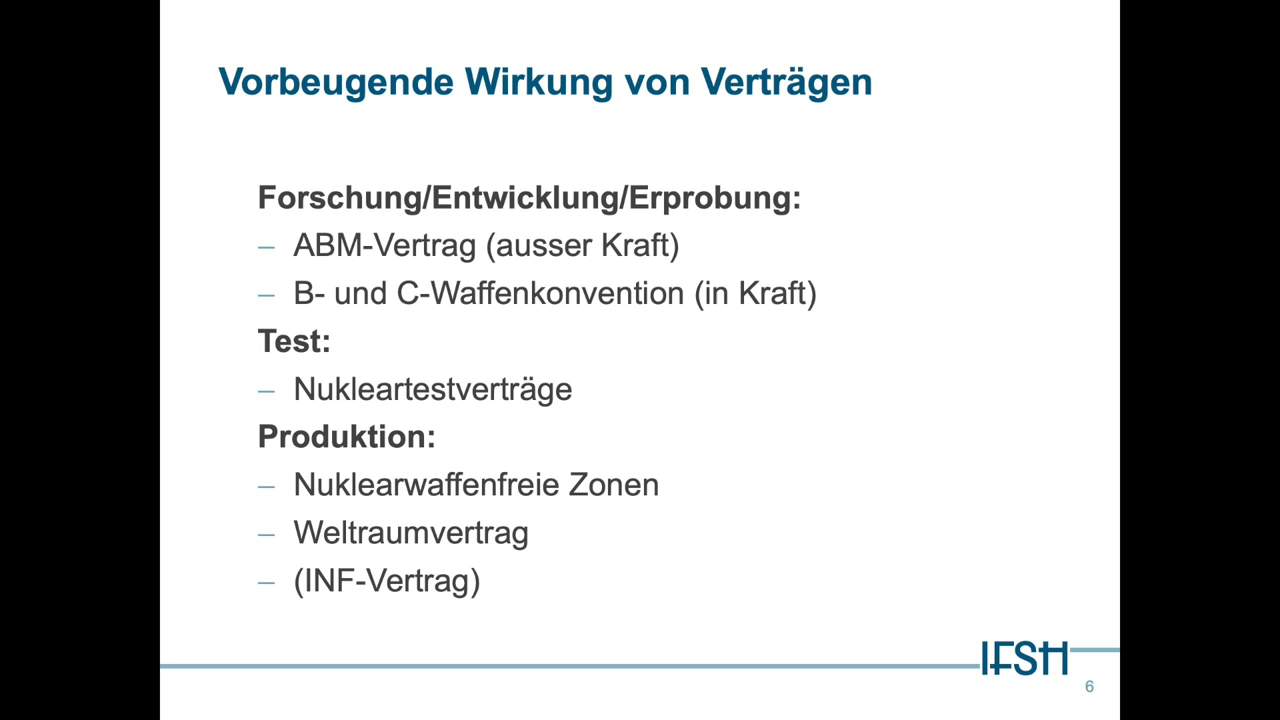 Vorbeugende Wirkung von Verträgen
Forschung/Entwicklung/Erprobung:
– ABM-Vertrag (ausser Kraft)
– B- und C-Waffenkonvention (in Kraft)
Test:
– Nukleartestverträge
Produktion:
– Nuklearwaffenfreie Zonen
– Weltraumvertrag
– (INF-Vertrag)
IFSH
6